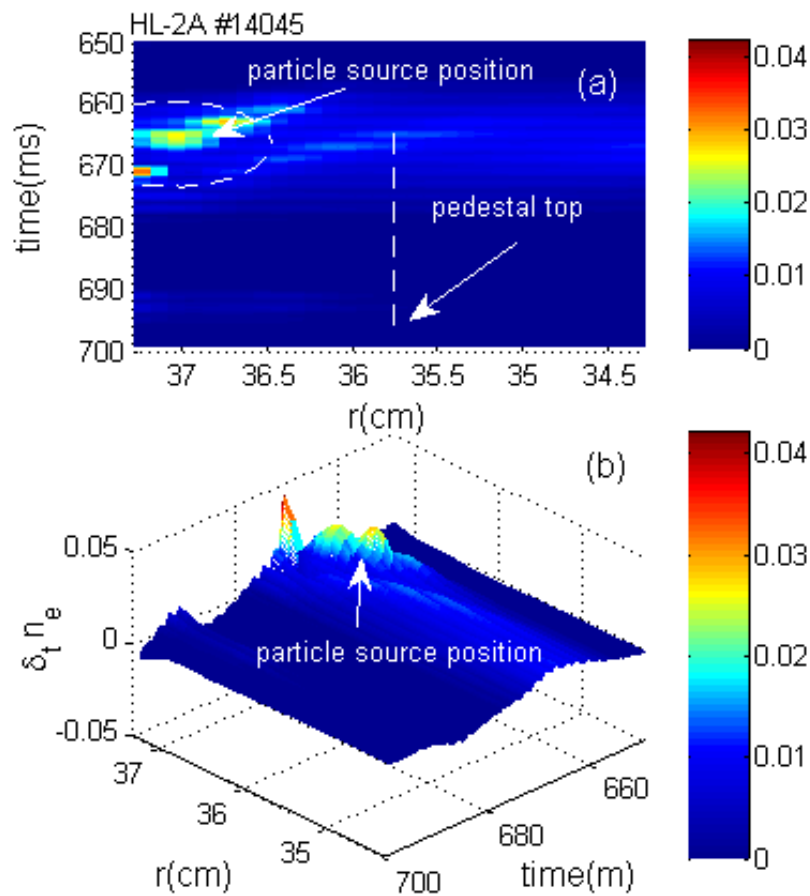 HL-2A #14045
650
660
670
680
690
700
time(ms)
particle source position
(a)
pedestal top
37
36.5
36
35.5
35
34.5
r(cm)
0.04
0.03
0.02
0.01
0
(b)
0.05
0
-0.05
δt ne
particle source position
37
36
35
r(cm)
700
680
660
time(m)
0.04
0.03
0.02
0.01
0